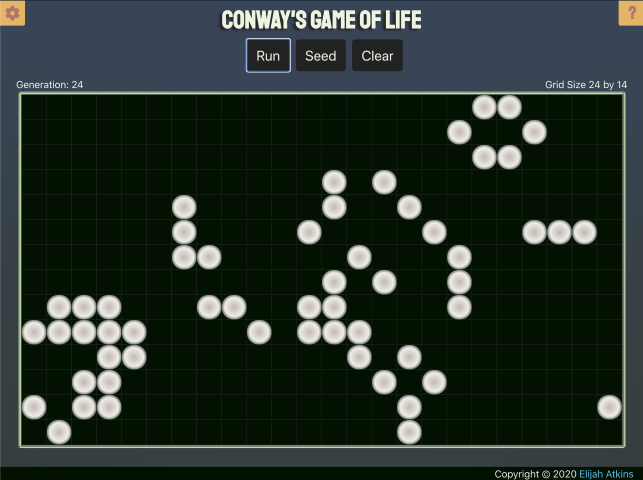 CONWAY'S GAME OF LIFE
?
Run Seed Clear
Generation: 24 Grid Size 24 by 14
Copyright © 2020 Elijah Atkins